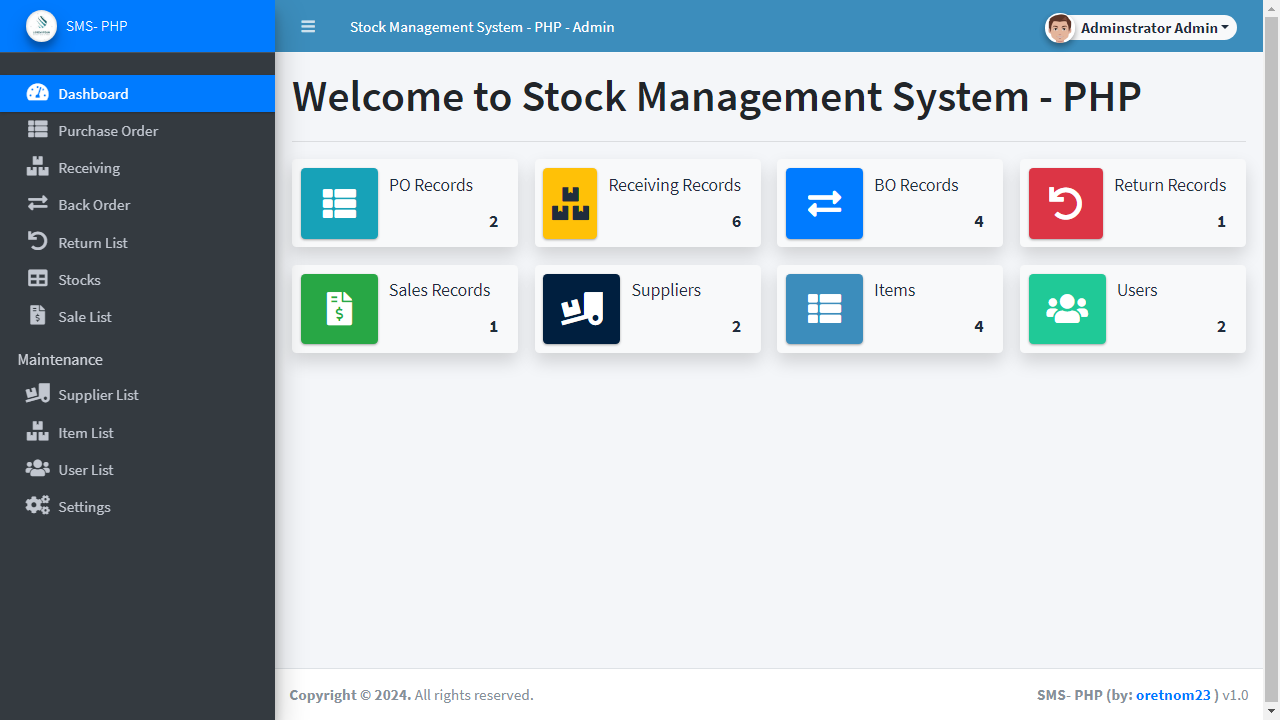 SMS- PHP
Stock Management System - PHP - Admin
Adminstrator Admin
Dashboard
Purchase Order
Receiving
Back Order
Return List
Stocks
Sale List
Maintenance
Supplier List
Item List
User List
Settings
Welcome to Stock Management System - PHP
PO Records
2
Receiving Records
6
BO Records
4
Return Records
1
Sales Records
1
Suppliers
2
Items
4
Users
2
Copyright © 2024. All rights reserved.
SMS- PHP (by: oretnom23 ) v1.0